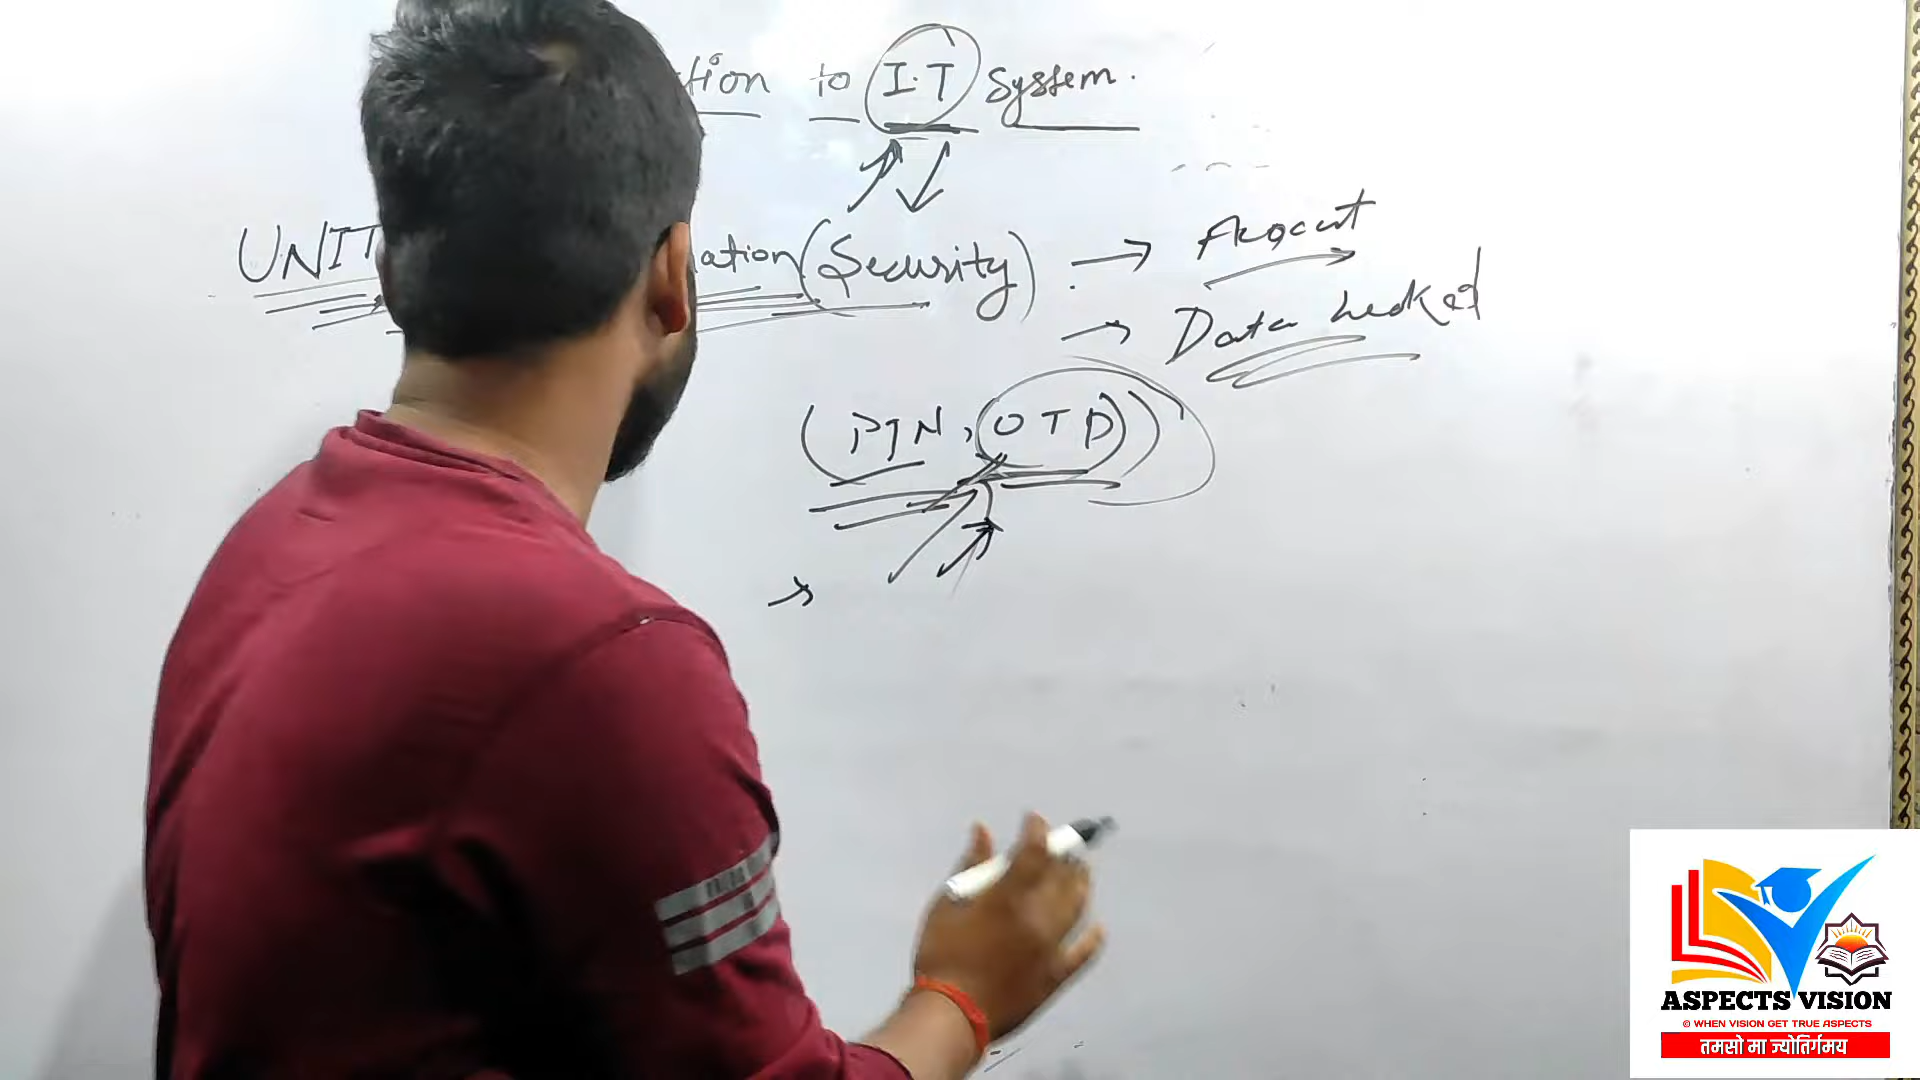 tion to I.T System.
UNIT ation (Security) →
→ Data Leaked
(PIN, OTP)
ASPECTS VISION
© WHEN VISION GET TRUE ASPECTS
तमसो मा ज्योतिर्गमय